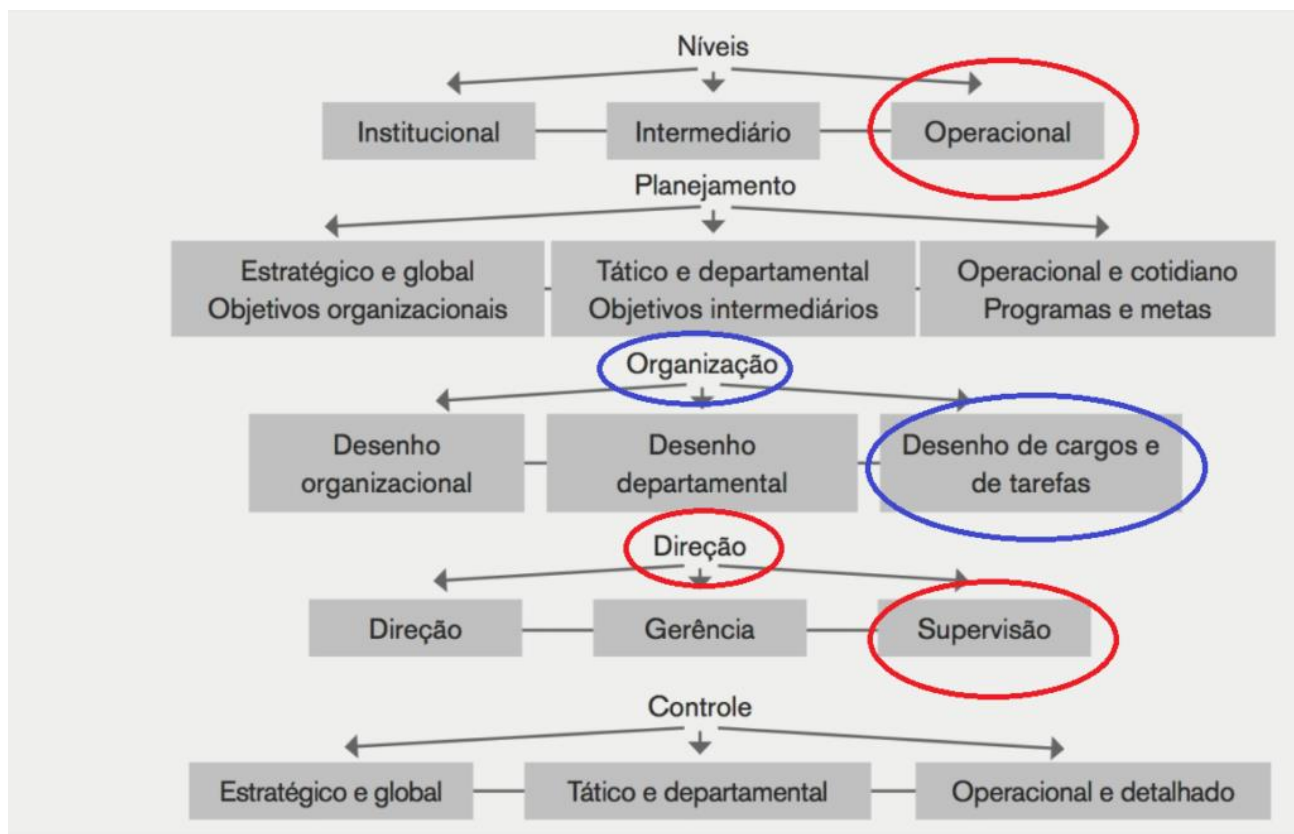 Níveis
Institucional
Intermediário
Operacional
Planejamento
Estratégico e global
Objetivos organizacionais
Tático e departamental
Objetivos intermediários
Operacional e cotidiano
Programas e metas
Organização
Desenho
organizacional
Desenho
departamental
Desenho de cargos e
de tarefas
Direção
Direção
Gerência
Supervisão
Controle
Estratégico e global
Tático e departamental
Operacional e detalhado